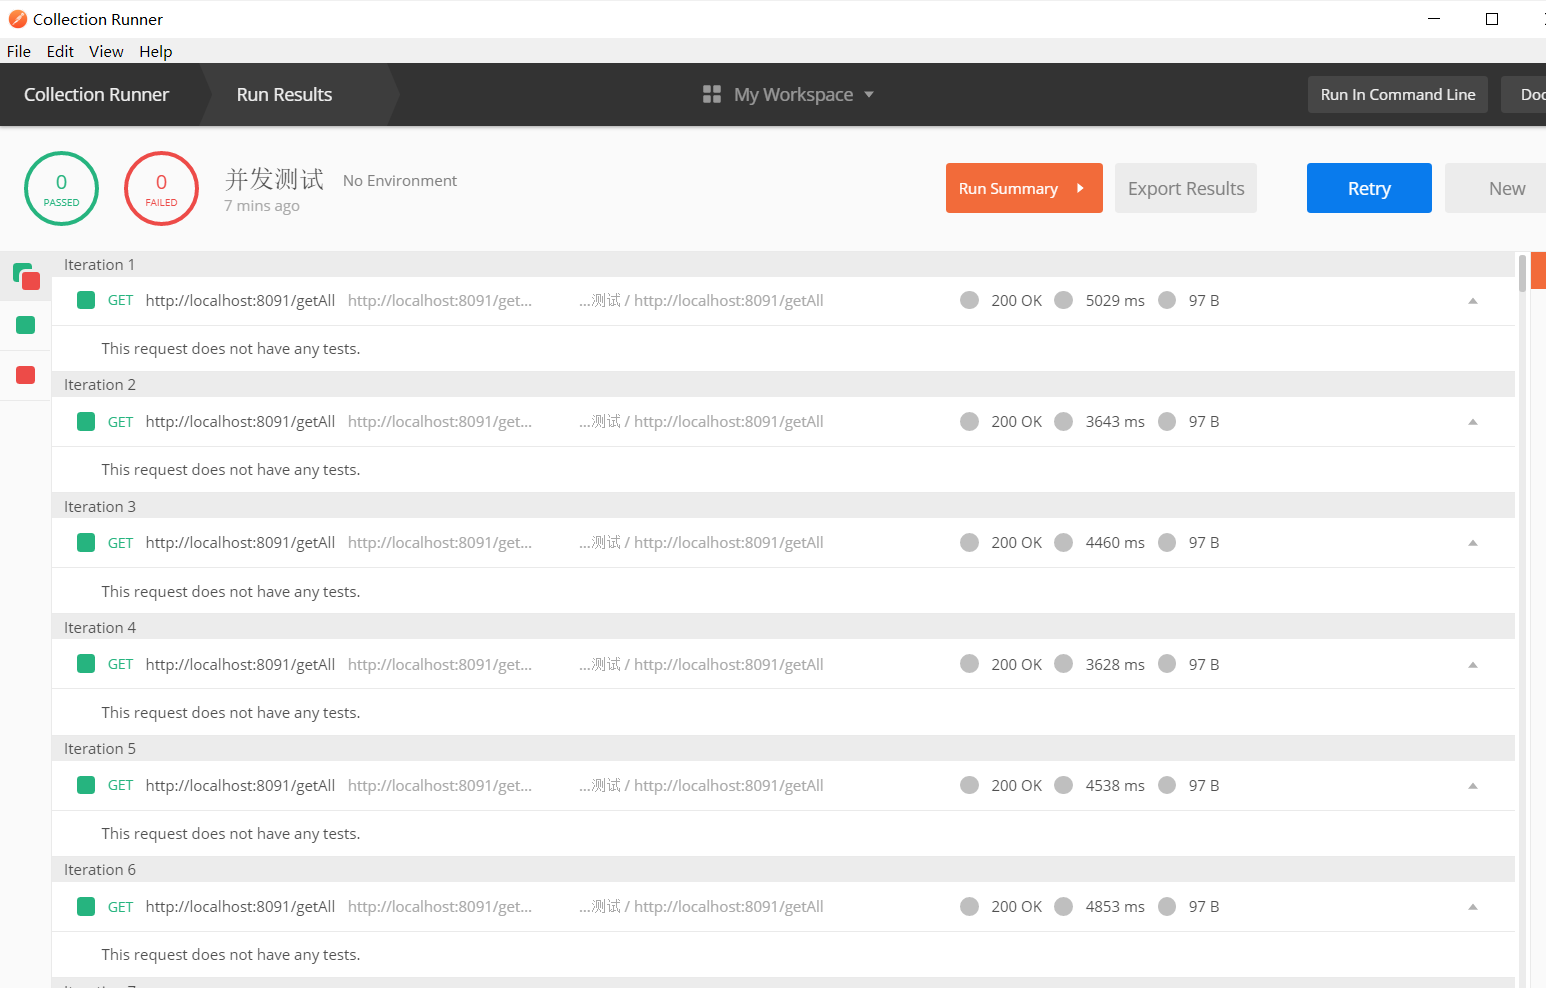 Collection Runner
File Edit View Help
Collection Runner Run Results My Workspace Run In Command Line Doc
0 PASSED
0 FAILED
并发测试 No Environment
7 mins ago
Run Summary Export Results Retry New
Iteration 1
GET http://localhost:8091/getAll http://localhost:8091/get... ...测试 / http://localhost:8091/getAll 200 OK 5029 ms 97 B
This request does not have any tests.
Iteration 2
GET http://localhost:8091/getAll http://localhost:8091/get... ...测试 / http://localhost:8091/getAll 200 OK 3643 ms 97 B
This request does not have any tests.
Iteration 3
GET http://localhost:8091/getAll http://localhost:8091/get... ...测试 / http://localhost:8091/getAll 200 OK 4460 ms 97 B
This request does not have any tests.
Iteration 4
GET http://localhost:8091/getAll http://localhost:8091/get... ...测试 / http://localhost:8091/getAll 200 OK 3628 ms 97 B
This request does not have any tests.
Iteration 5
GET http://localhost:8091/getAll http://localhost:8091/get... ...测试 / http://localhost:8091/getAll 200 OK 4538 ms 97 B
This request does not have any tests.
Iteration 6
GET http://localhost:8091/getAll http://localhost:8091/get... ...测试 / http://localhost:8091/getAll 200 OK 4853 ms 97 B
This request does not have any tests.